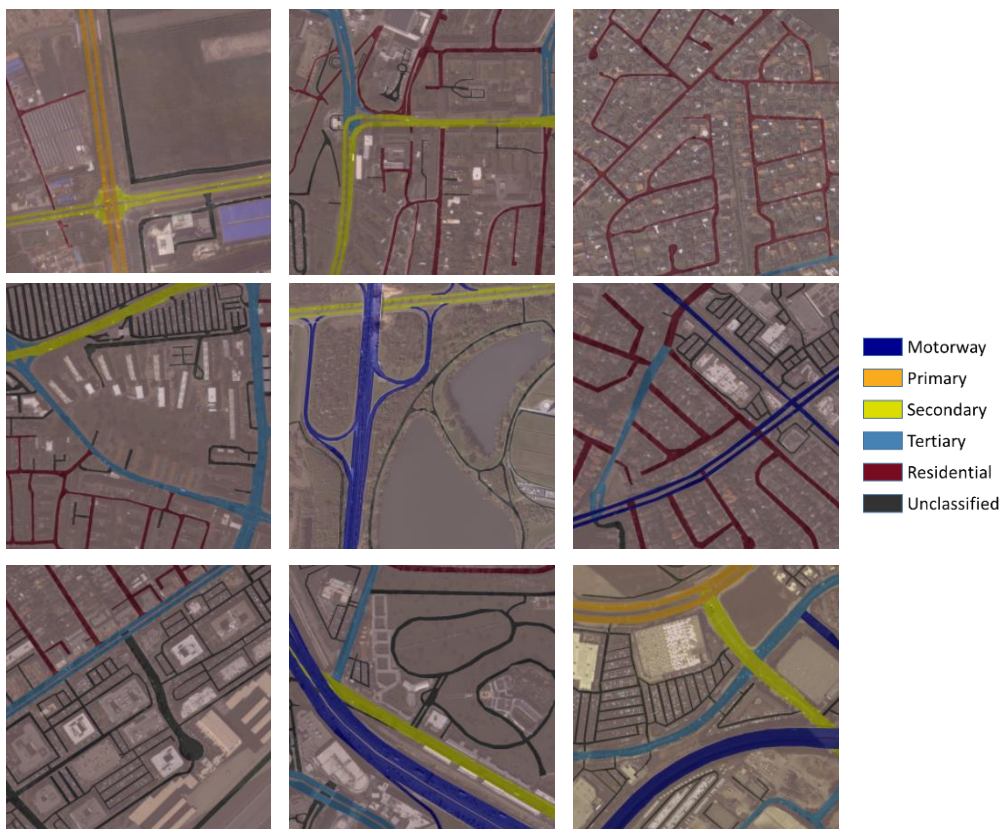 Motorway
Primary
Secondary
Tertiary
Residential
Unclassified